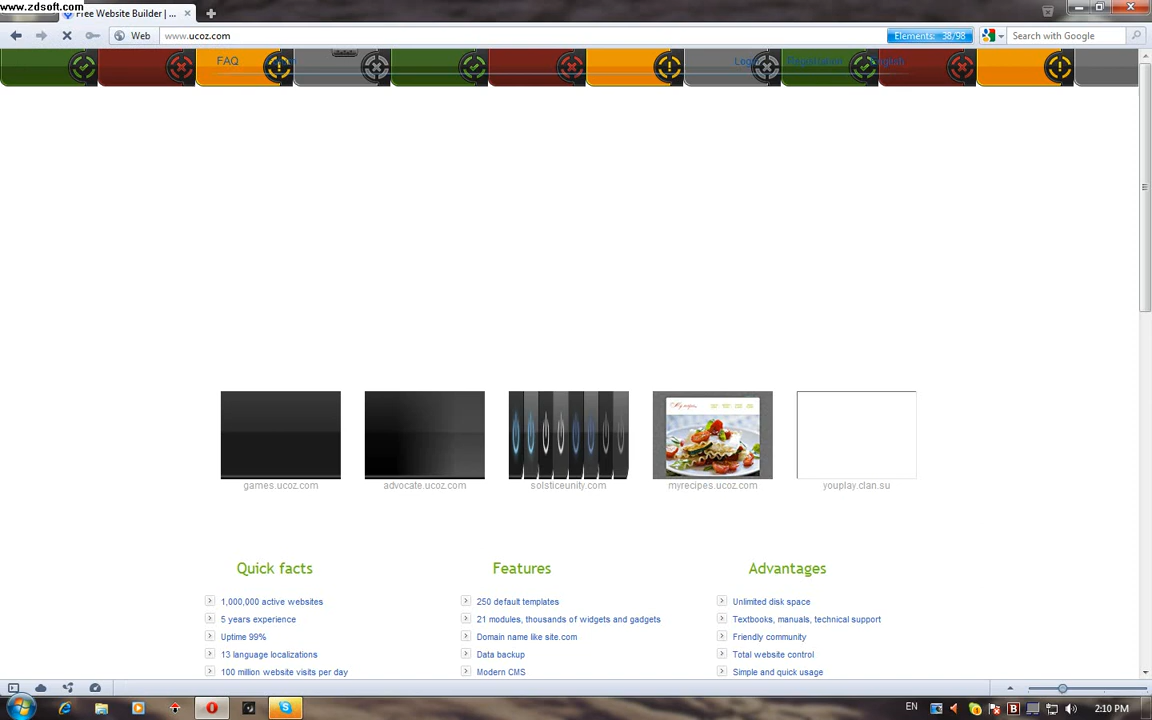 www.zdsoft.com
Free Website Builder | ...
Web
www.ucoz.com
Elements: 38/98
Search with Google
FAQ
games.ucoz.com
advocate.ucoz.com
solsticeunity.com
My recipes
myrecipes.ucoz.com
youplay.clan.su
Quick facts
1,000,000 active websites
5 years experience
Uptime 99%
13 language localizations
100 million website visits per day
Features
250 default templates
21 modules, thousands of widgets and gadgets
Domain name like site.com
Data backup
Modern CMS
Advantages
Unlimited disk space
Textbooks, manuals, technical support
Friendly community
Total website control
Simple and quick usage
EN
2:10 PM